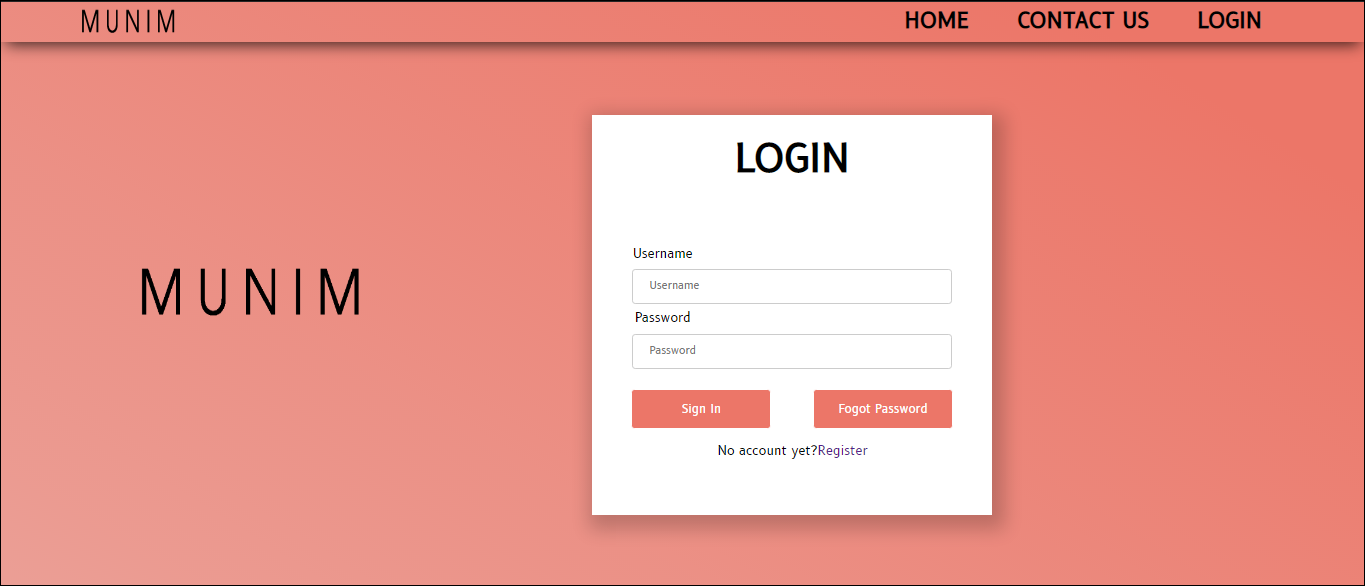 MUNIM HOME CONTACT US LOGIN
LOGIN
MUNIM
Username
Username
Password
Password
Sign In Fogot Password
No account yet?Register